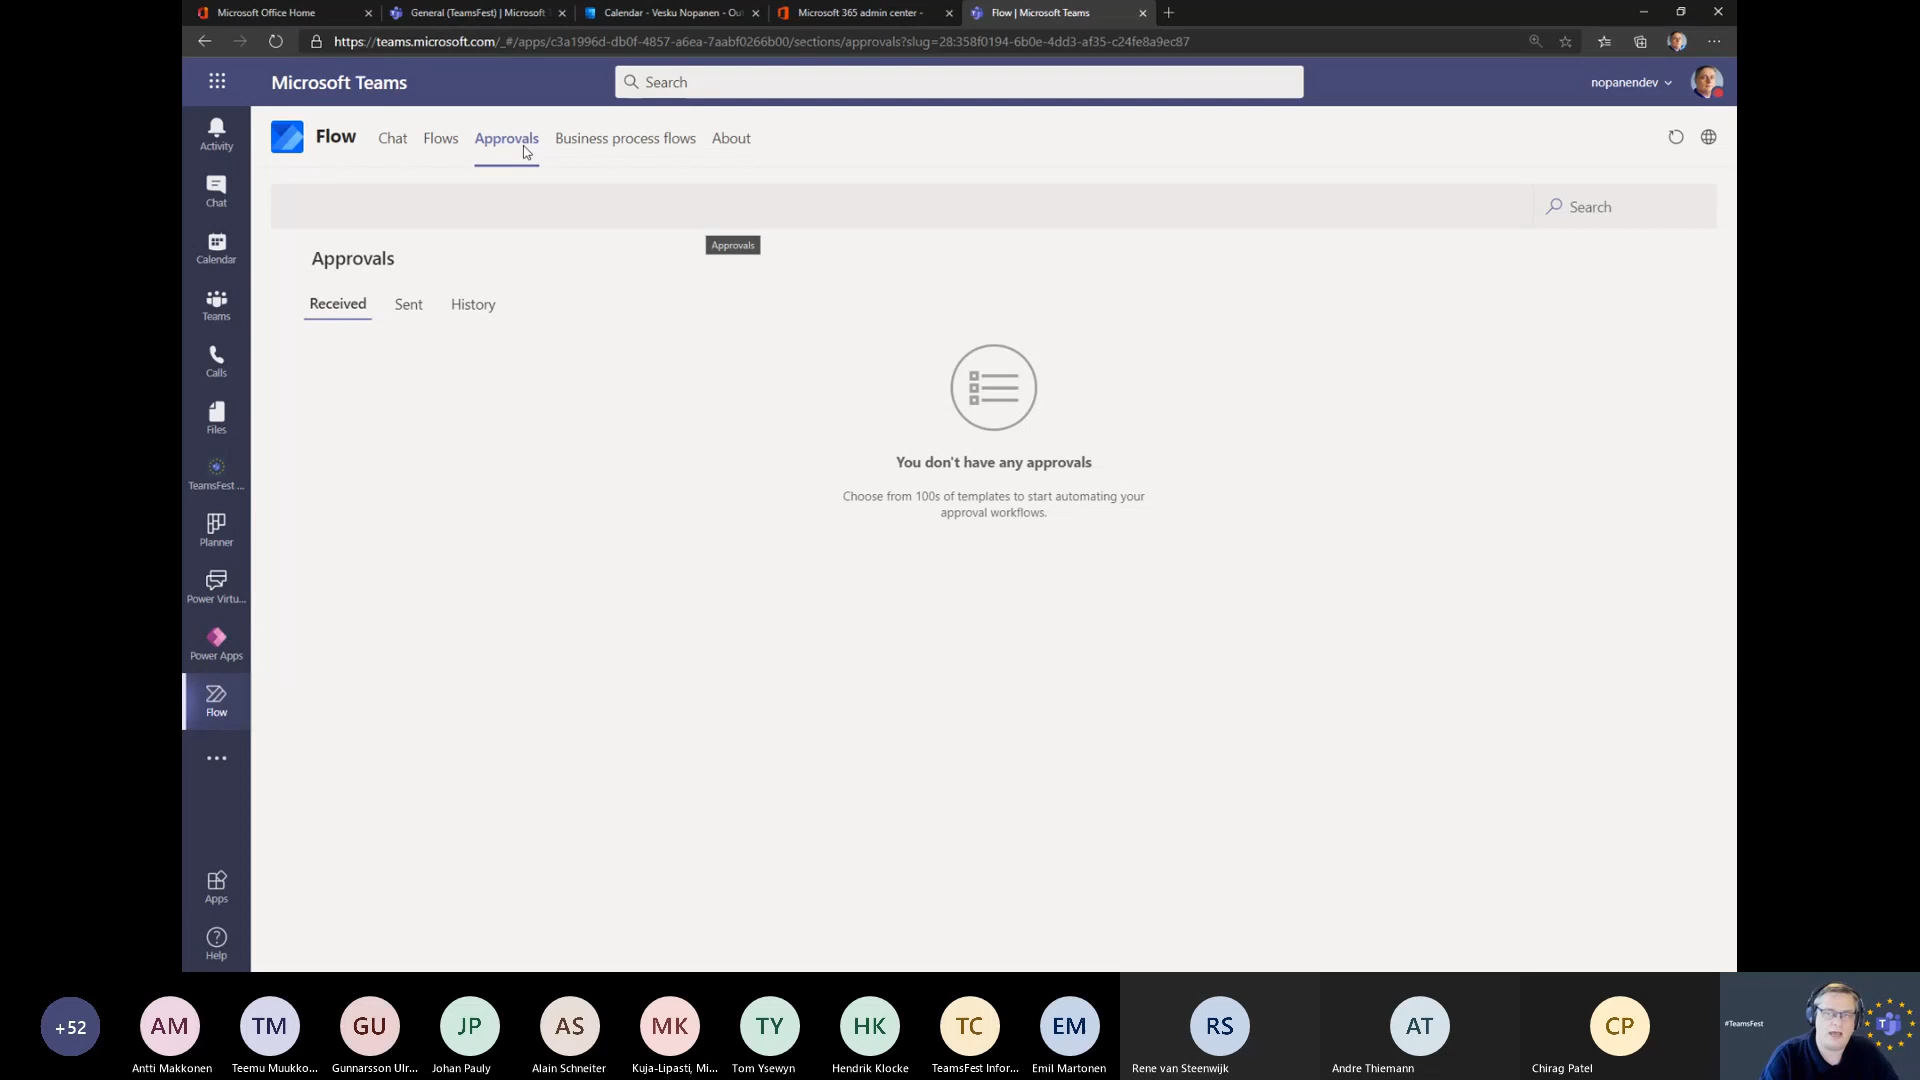 Microsoft Office Home
General (TeamsFest) | Microsoft T
Calendar - Vesku Nopanen - Out
Microsoft 365 admin center -
Flow | Microsoft Teams
https://teams.microsoft.com/_#/apps/c3a1996d-db0f-4857-a6ea-7aabf0266b00/sections/approvals?slug=28:358f0194-6b0e-4dd3-af35-c24fe8a9ec87
Microsoft Teams
Search
nopanendev
Activity
Chat
Calendar
Teams
Calls
Files
TeamsFest ...
Planner
Power Virtu...
Power Apps
Flow
Apps
Help
Flow
Chat
Flows
Approvals
Business process flows
About
Search
Approvals
Approvals
Received
Sent
History
You don't have any approvals
Choose from 100s of templates to start automating your
approval workflows.
+52
AM
TM
GU
JP
AS
MK
TY
HK
TC
EM
RS
AT
CP
Antti Makkonen
Teemu Muukko...
Gunnarsson Ulr...
Johan Pauly
Alain Schneiter
Kuja-Lipasti, Mi...
Tom Ysewyn
Hendrik Klocke
TeamsFest Infor...
Emil Martonen
Rene van Steenwijk
Andre Thiemann
Chirag Patel
#TeamsFest